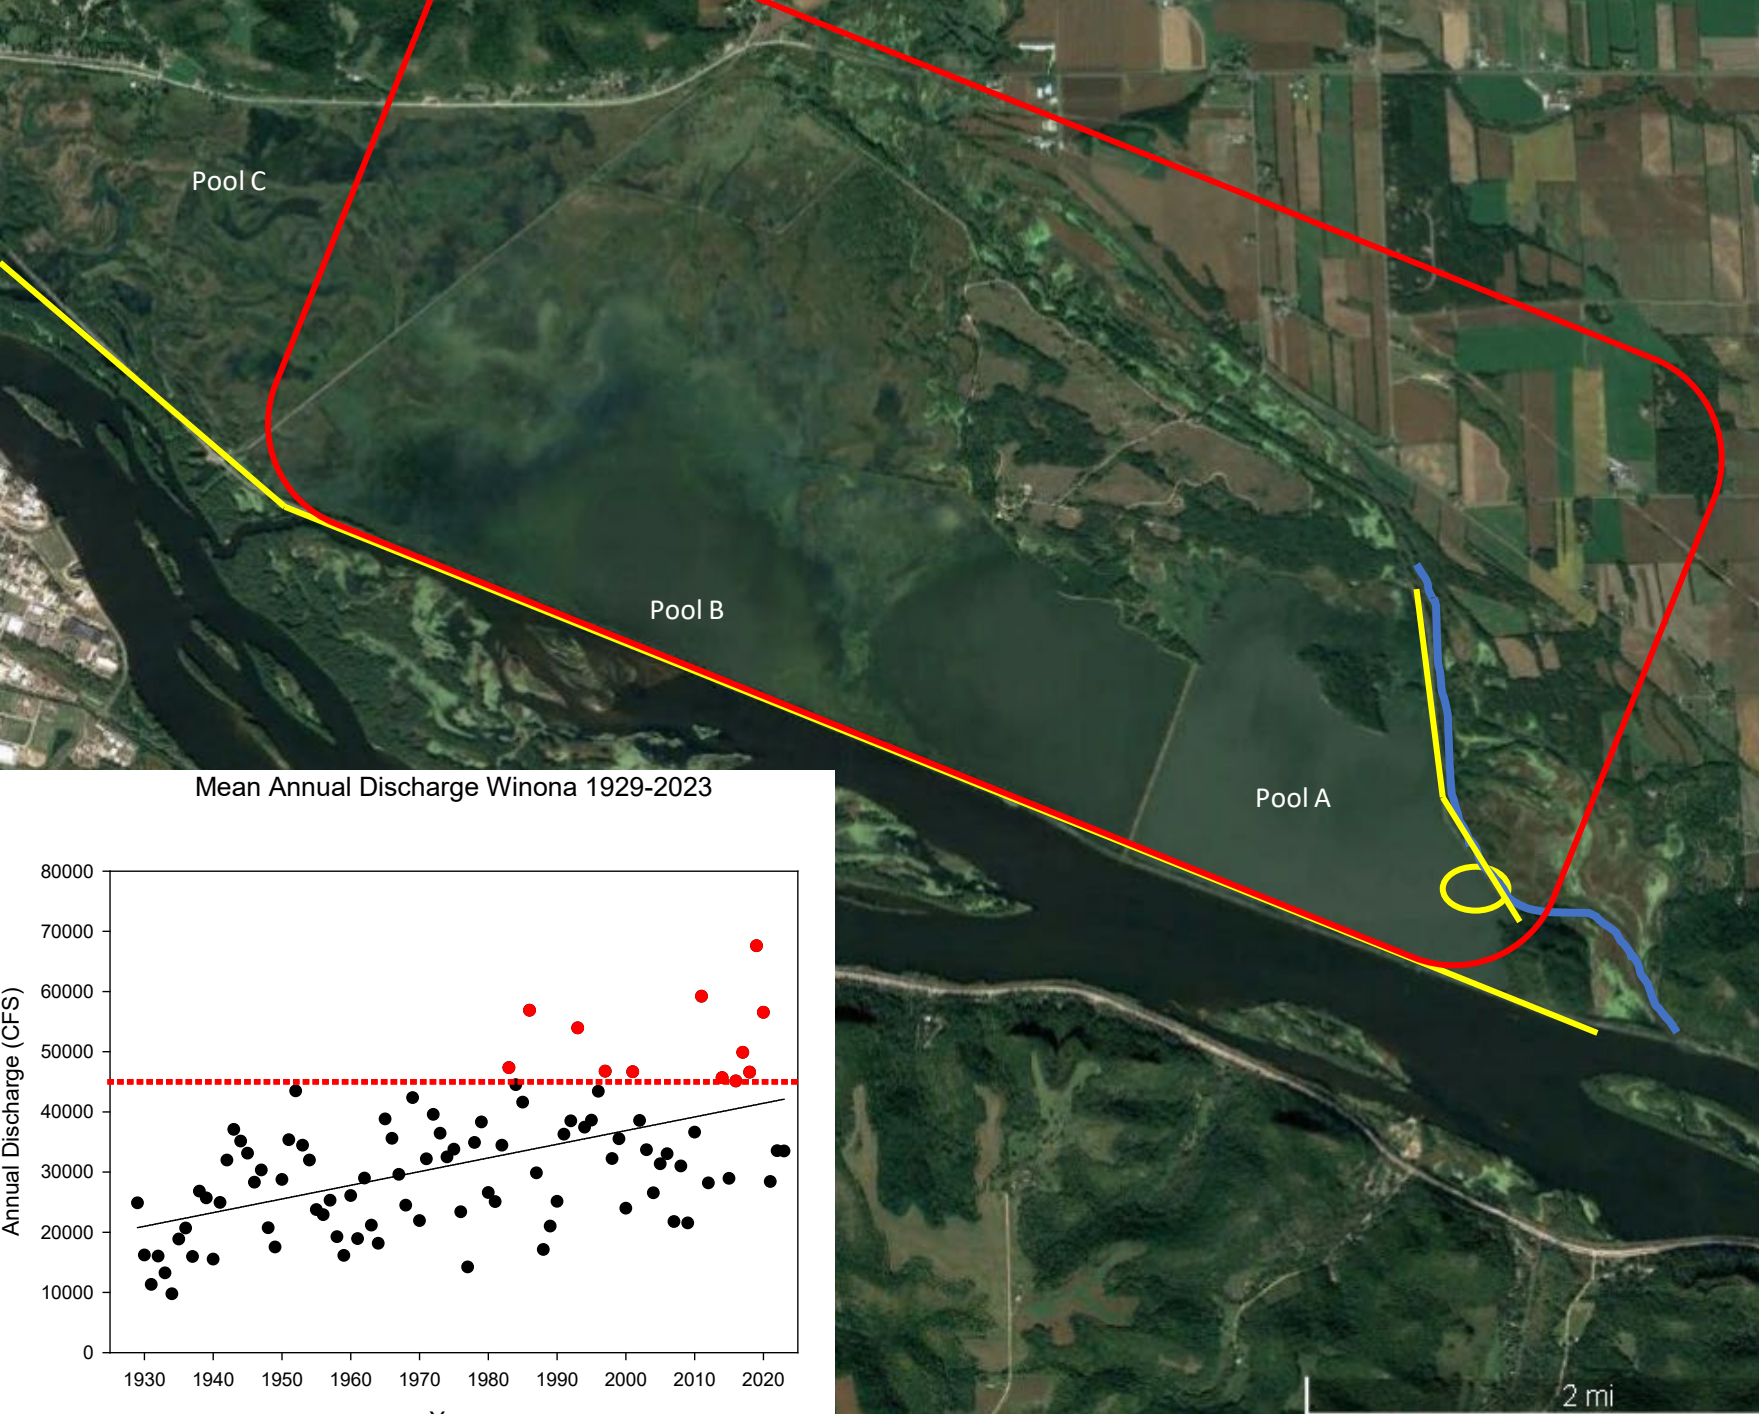 Pool C
Pool B
Pool A
Mean Annual Discharge Winona 1929-2023
Annual Discharge (CFS)
80000
70000
60000
50000
40000
30000
20000
10000
0
1930 1940 1950 1960 1970 1980 1990 2000 2010 2020
2 mi